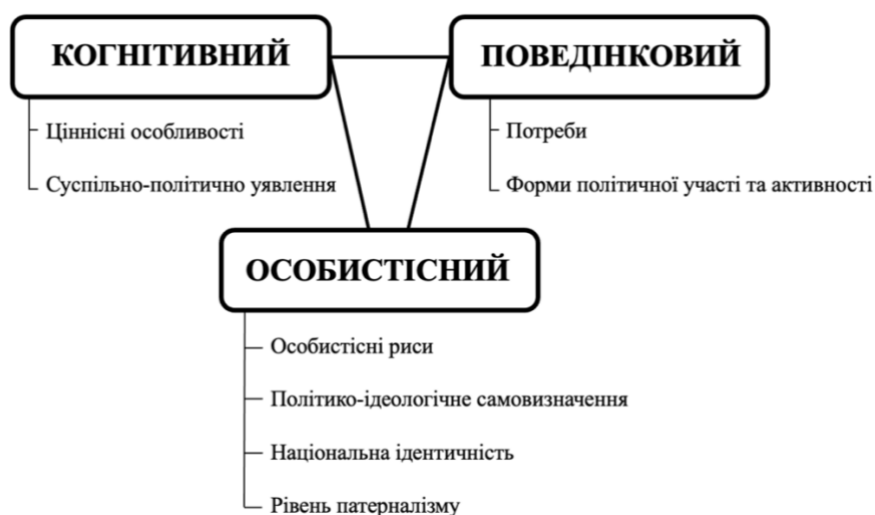 КОГНІТИВНИЙ
Ціннісні особливості
Суспільно-політично уявлення
ПОВЕДІНКОВИЙ
Потреби
Форми політичної участі та активності
ОСОБИСТІСНИЙ
Особистісні риси
Політико-ідеологічне самовизначення
Національна ідентичність
Рівень патерналізму